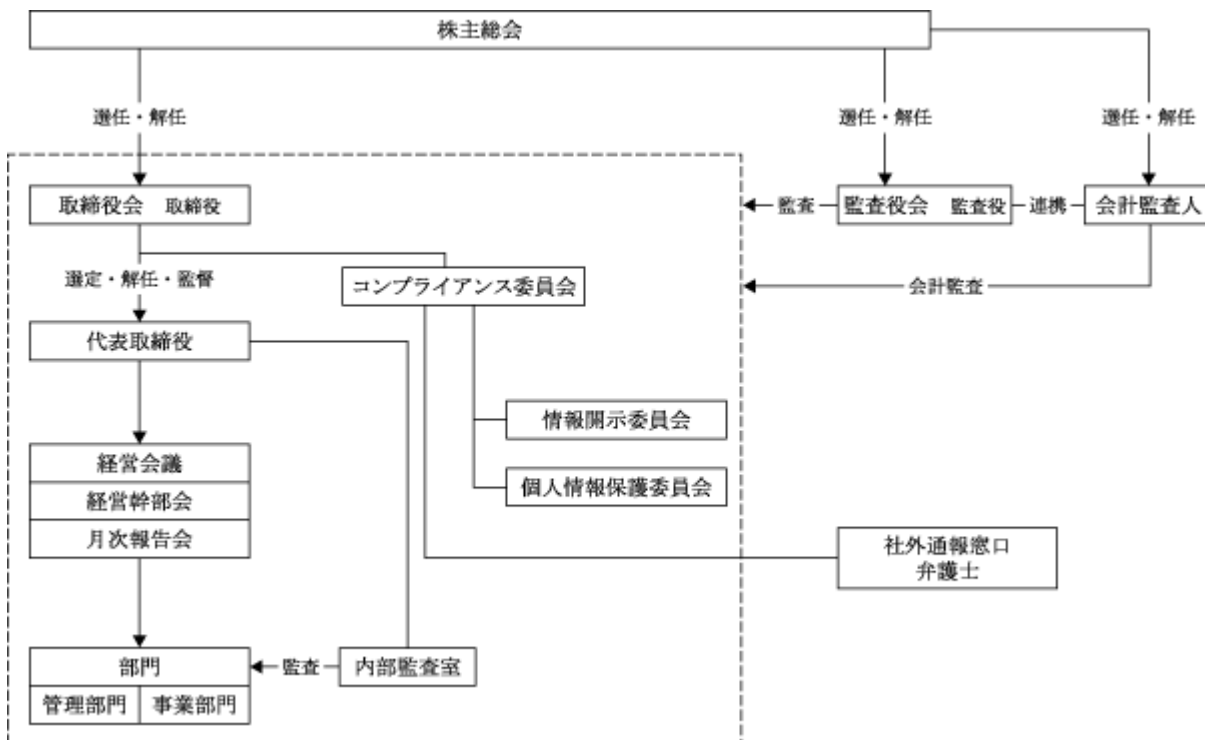 株主総会
選任・解任
選任・解任
選任・解任
取締役会 取締役
監査
監査役会 監査役
連携
会計監査人
選定・解任・監督
コンプライアンス委員会
会計監査
代表取締役
情報開示委員会
経営会議
個人情報保護委員会
経営幹部会
月次報告会
社外通報窓口
弁護士
部門
監査
内部監査室
管理部門
事業部門